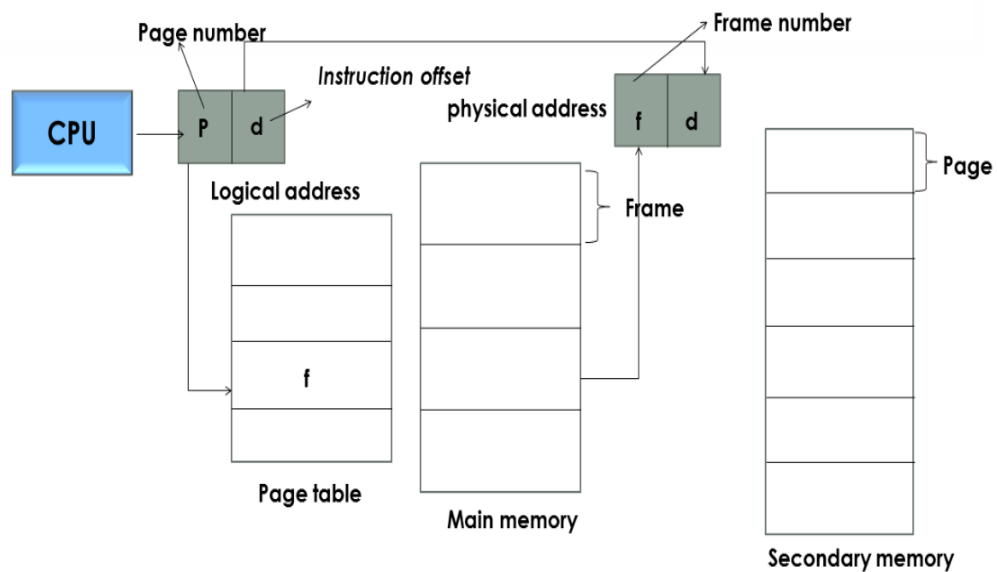 Page number
Frame number
Instruction offset
physical address
CPU
P
d
f
d
Logical address
Page
Frame
f
Page table
Main memory
Secondary memory